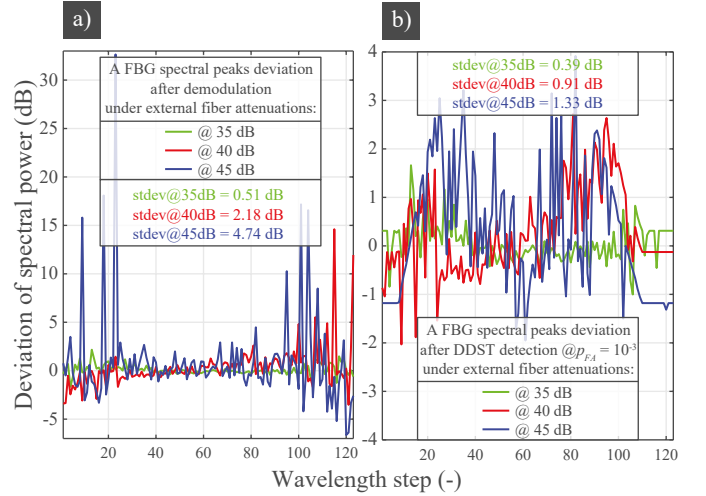 a)
b)
Deviation of spectral power (dB)
30
25
20
15
10
5
0
-5
A FBG spectral peaks deviation
after demodulation
under external fiber attenuations:
@ 35 dB
@ 40 dB
@ 45 dB
stdev@35dB = 0.51 dB
stdev@40dB = 2.18 dB
stdev@45dB = 4.74 dB
20
40
60
80
100
120
4
3
2
1
0
-1
-2
-3
-4
stdev@35dB = 0.39 dB
stdev@40dB = 0.91 dB
stdev@45dB = 1.33 dB
A FBG spectral peaks deviation
after DDST detection @p_FA = 10⁻³
under external fiber attenuations:
@ 35 dB
@ 40 dB
@ 45 dB
20
40
60
80
100
120
Wavelength step (-)